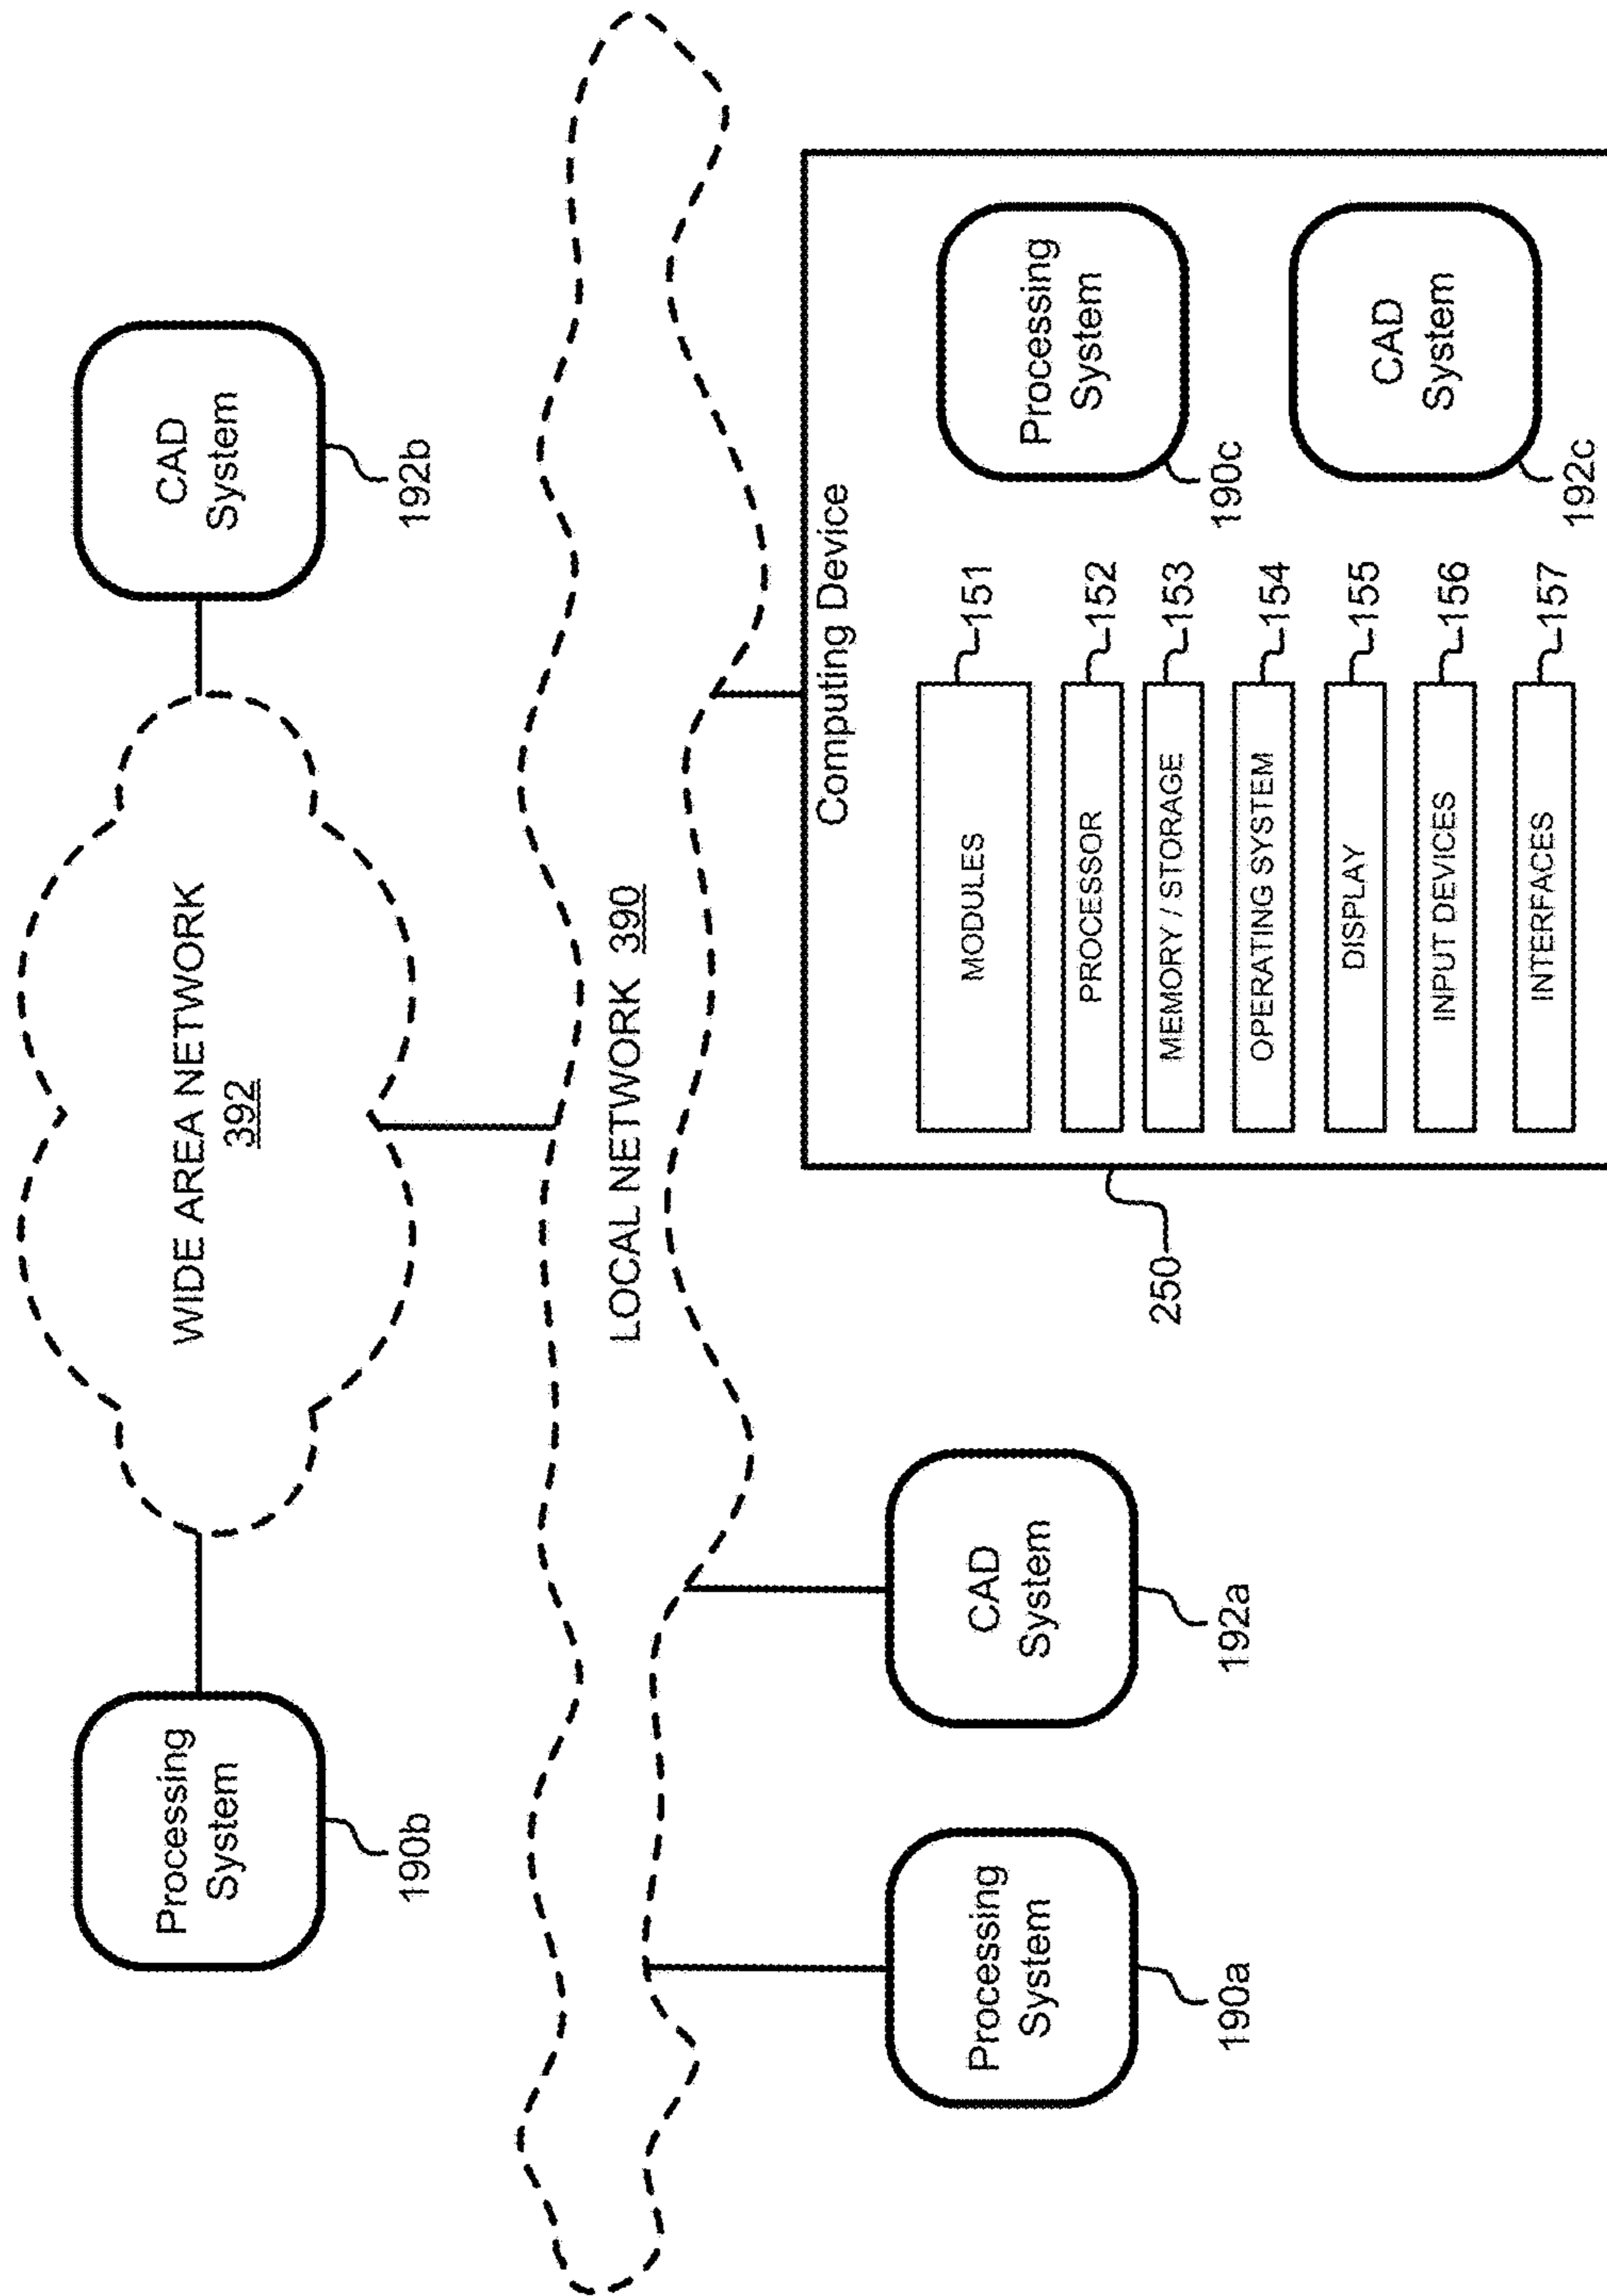 Processing
System
190b
WIDE AREA NETWORK
392
CAD
System
192b
LOCAL NETWORK 390
Processing
System
190a
CAD
System
192a
250
Computing Device
MODULES
151
PROCESSOR
152
MEMORY / STORAGE
153
OPERATING SYSTEM
154
DISPLAY
155
INPUT DEVICES
156
INTERFACES
157
Processing
System
190c
CAD
System
192c